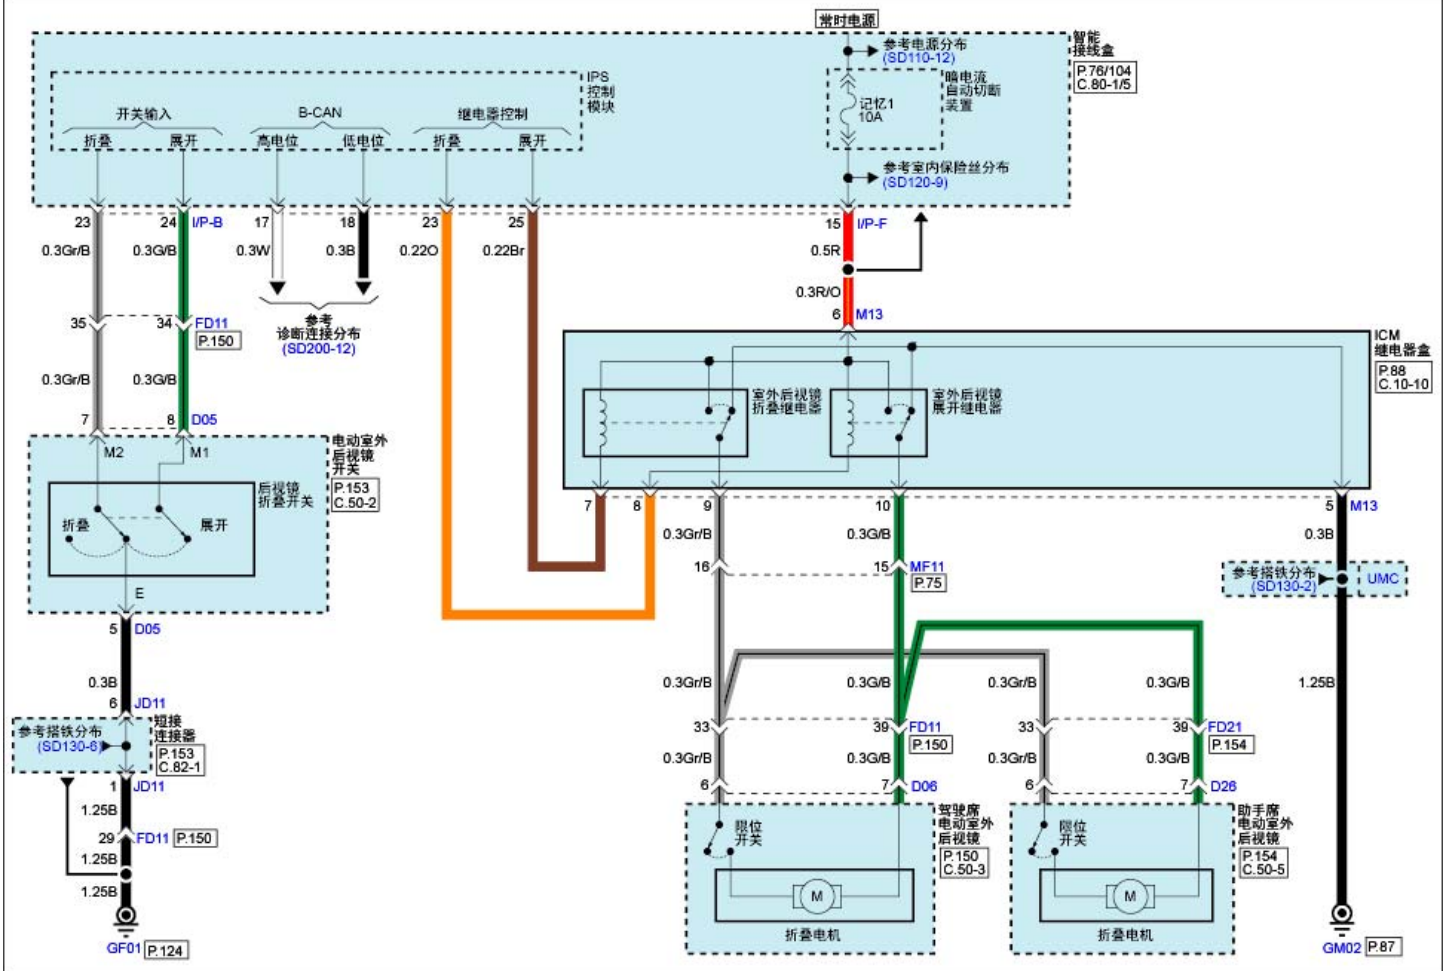 常时电源
参考电源分布
(SD110-12)
智能
接线盒
P.76/104
C.80-1/5
IPS
控制
模块
暗电流
自动切断
装置
记忆1
10A
开关输入
B-CAN
继电器控制
折叠
展开
高电位
低电位
折叠
展开
参考室内保险丝分布
(SD120-9)
23
24
I/P-B
17
18
23
25
15
I/P-F
0.3Gr/B
0.3G/B
0.3W
0.3B
0.22O
0.22Br
0.5R
0.3R/O
6
M13
参考
诊断连接分布
(SD200-12)
35
34
FD11
P.150
0.3Gr/B
0.3G/B
7
8
D05
ICM
继电器盒
P.88
C.10-10
室外后视镜
折叠继电器
室外后视镜
展开继电器
M2
M1
电动室外
后视镜
开关
P.153
C.50-2
后视镜
折叠开关
折叠
展开
E
7
8
9
10
5
M13
0.3Gr/B
0.3G/B
0.3B
16
15
MF11
P.75
参考搭铁分布
(SD130-2)
UMC
5
D05
0.3B
6
JD11
0.3Gr/B
0.3G/B
0.3Gr/B
0.3G/B
1.25B
参考搭铁分布
(SD130-6)
短接
连接器
P.153
C.82-1
33
39
FD11
P.150
33
39
FD21
P.154
0.3Gr/B
0.3G/B
0.3Gr/B
0.3G/B
1
JD11
6
7
D06
6
7
D26
1.25B
29
FD11
P.150
1.25B
1.25B
限位
开关
驾驶席
电动室外
后视镜
P.150
C.50-3
限位
开关
助手席
电动室外
后视镜
P.154
C.50-5
M
M
折叠电机
折叠电机
GF01
P.124
GM02
P.87